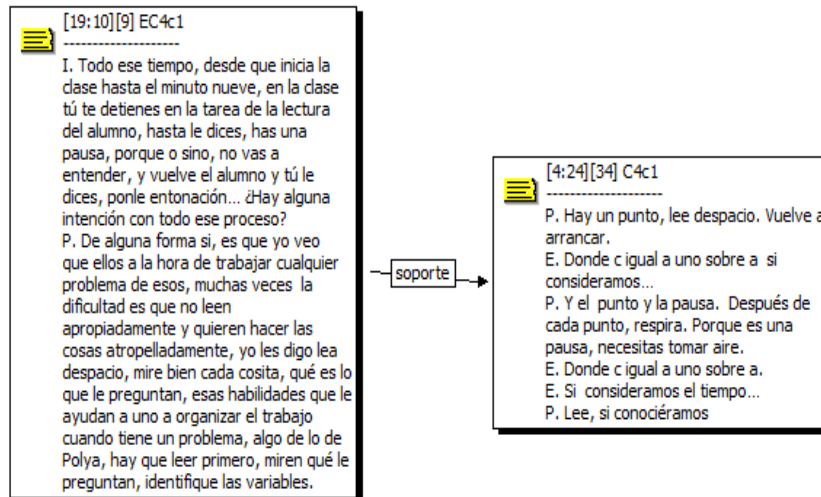 [19:10][9] EC4c1
--------------------
I. Todo ese tiempo, desde que inicia la
clase hasta el minuto nueve, en la clase
tú te detienes en la tarea de la lectura
del alumno, hasta le dices, has una
pausa, porque o sino, no vas a
entender, y vuelve el alumno y tú le
dices, ponle entonación... ¿Hay alguna
intención con todo ese proceso?
P. De alguna forma si, es que yo veo
que ellos a la hora de trabajar cualquier
problema de esos, muchas veces la
dificultad es que no leen
apropiadamente y quieren hacer las
cosas atropelladamente, yo les digo lea
despacio, mire bien cada cosita, qué es lo
que le preguntan, esas habilidades que le
ayudan a uno a organizar el trabajo
cuando tiene un problema, algo de lo de
Polya, hay que leer primero, miren qué le
preguntan, identifique las variables.
soporte
[4:24][34] C4c1
--------------------
P. Hay un punto, lee despacio. Vuelve a
arrancar.
E. Donde c igual a uno sobre a si
consideramos...
P. Y el punto y la pausa. Después de
cada punto, respira. Porque es una
pausa, necesitas tomar aire.
E. Donde c igual a uno sobre a.
E. Si consideramos el tiempo...
P. Lee, si conociéramos